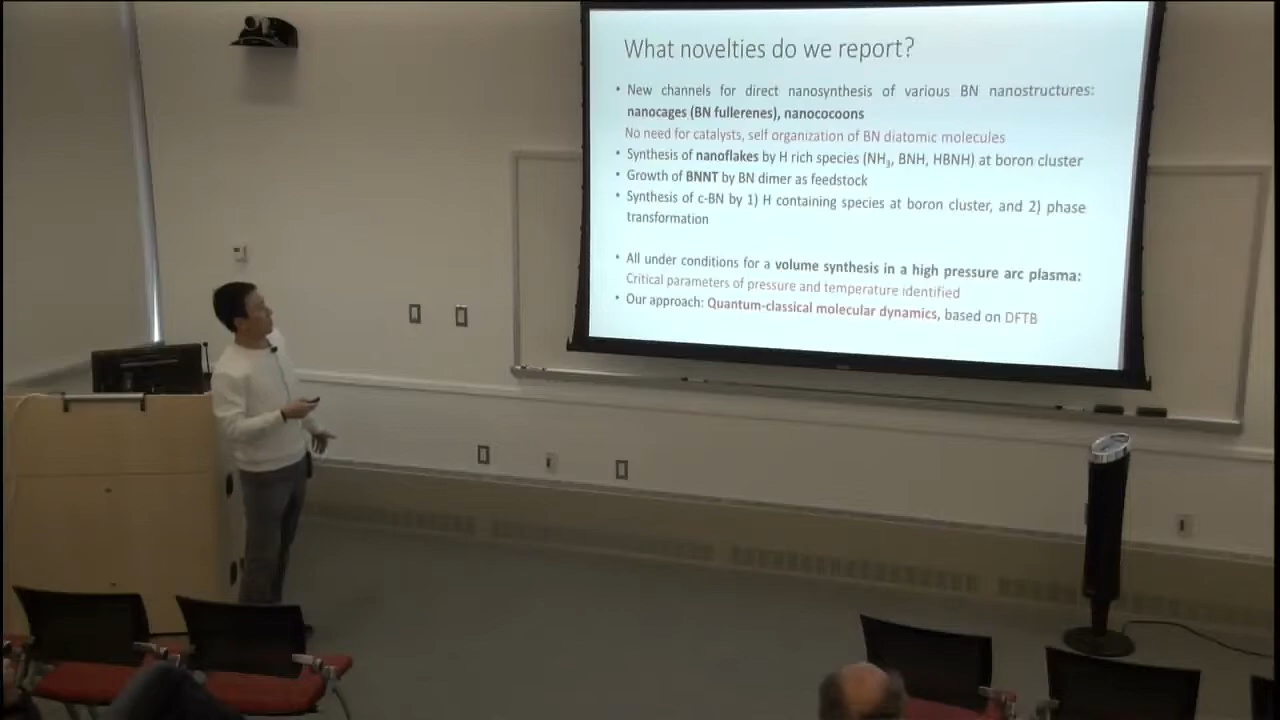 What novelties do we report?
• New channels for direct nanosynthesis of various BN nanostructures:
nanocages (BN fullerenes), nanococoons
No need for catalysts, self organization of BN diatomic molecules
• Synthesis of nanoflakes by H rich species (NH₃, BNH, HBNH) at boron cluster
• Growth of BNNT by BN dimer as feedstock
• Synthesis of c-BN by 1) H containing species at boron cluster, and 2) phase
transformation
• All under conditions for a volume synthesis in a high pressure arc plasma:
Critical parameters of pressure and temperature identified
• Our approach: Quantum-classical molecular dynamics, based on DFTB